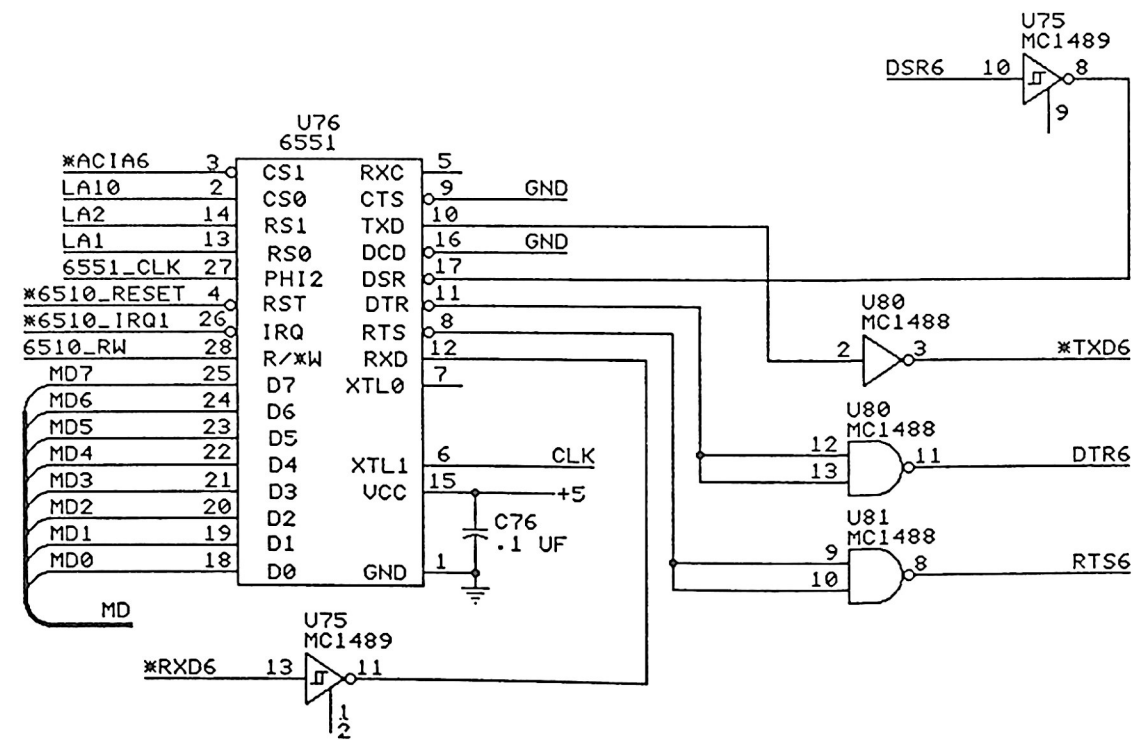 U75
MC1489
DSR6 10 8
9
U76
6551
*ACIA6 3 CS1 RXC 5
LA10 2 CS0 CTS 9 GND
LA2 14 RS1 TXD 10
LA1 13 RS0 DCD 16 GND
6551_CLK 27 PHI2 DSR 17
*6510_RESET 4 RST DTR 11
*6510_IRQ1 26 IRQ RTS 8
6510_RW 28 R/*W RXD 12
MD7 25 D7 XTL0 7
MD6 24 D6
MD5 23 D5
MD4 22 D4 XTL1 6 CLK
MD3 21 D3 VCC 15 +5
MD2 20 D2
MD1 19 D1
MD0 18 D0 GND 1
C76
.1 UF
MD
U80
MC1488
2 3 *TXD6
U80
MC1488
12
13 11 DTR6
U81
MC1488
9
10 8 RTS6
U75
MC1489
*RXD6 13 11
1
2